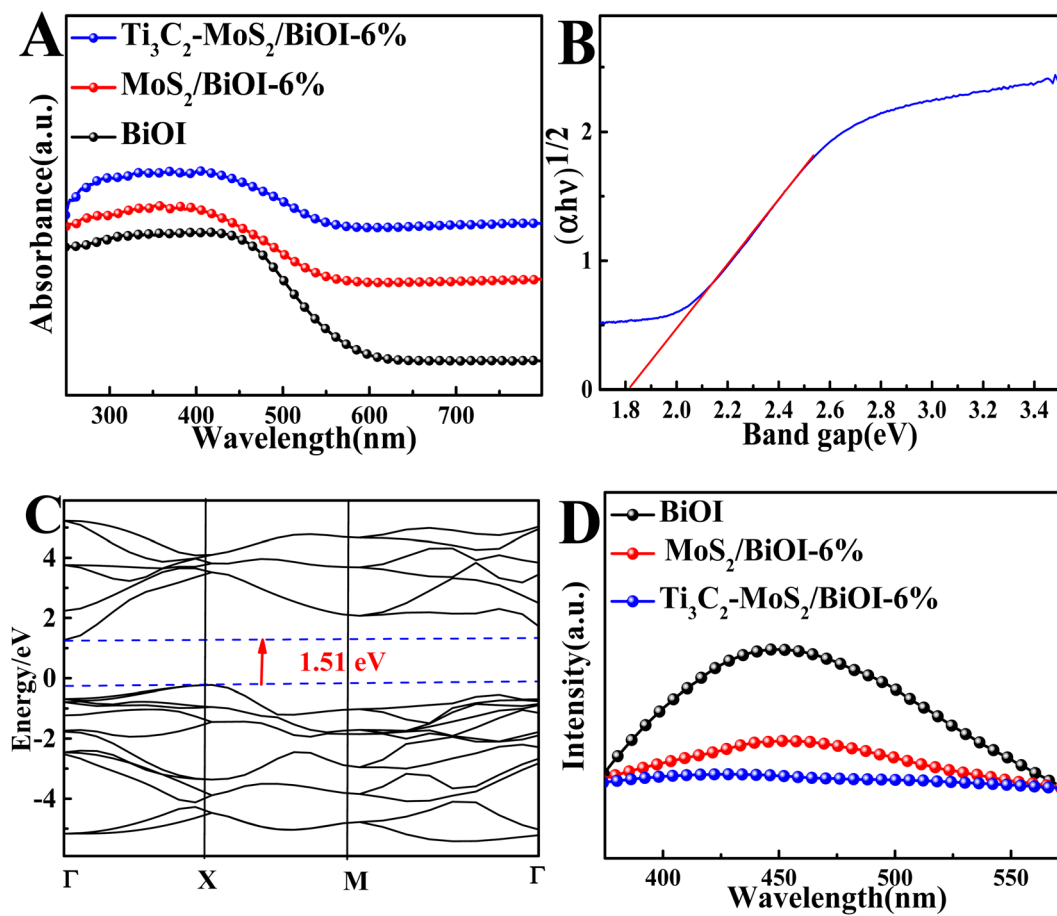 A
Ti₃C₂-MoS₂/BiOI-6%
MoS₂/BiOI-6%
BiOI
Absorbance(a.u.)
300 400 500 600 700
Wavelength(nm)
B
(αhν)1/2
2
1
0
1.8 2.0 2.2 2.4 2.6 2.8 3.0 3.2 3.4
Band gap(eV)
C
Energy/eV
4
2
0
-2
-4
1.51 eV
Γ X M Γ
D
BiOI
MoS₂/BiOI-6%
Ti₃C₂-MoS₂/BiOI-6%
Intensity(a.u.)
400 450 500 550
Wavelength(nm)